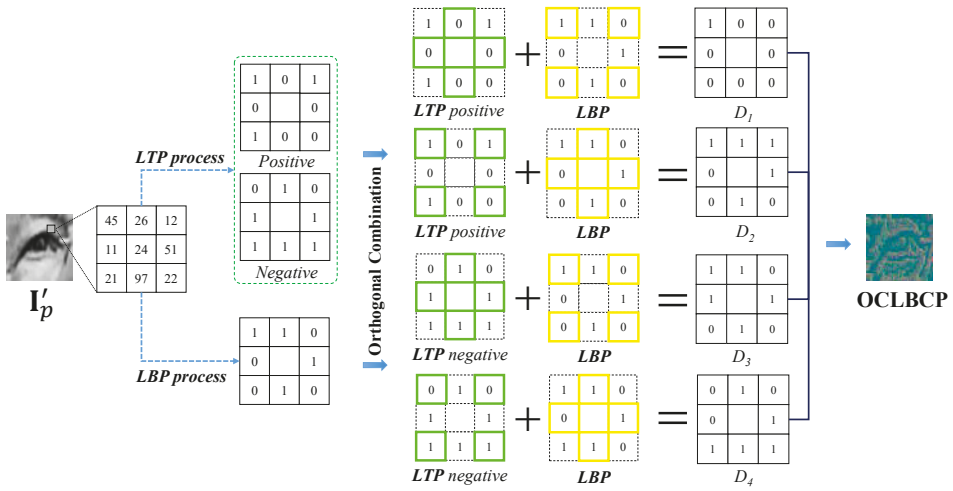 LTP process
1 0 1
0 0
1 0 0
Positive
0 1 0
1 1
1 1 1
Negative
45 26 12
11 24 51
21 97 22
I′p
LBP process
1 1 0
0 1
0 1 0
Orthogonal Combination
1 0 1 + 1 1 0 = 1 0 0
0 0 0 1 0 0
1 0 0 0 1 0 0 0 0
LTP positive LBP D1
1 0 1 + 1 1 0 = 1 1 1
0 0 0 1 0 1
1 0 0 0 1 0 1 1 0
LTP positive LBP D2
0 1 0 + 1 1 0 = 1 1 0
1 1 0 1 1 1
1 1 1 0 1 0 0 1 0
LTP negative LBP D3
0 1 0 + 1 1 0 = 0 1 0
1 1 0 1 0 1
1 1 1 1 1 0 1 1 1
LTP negative LBP D4
OCLBCP